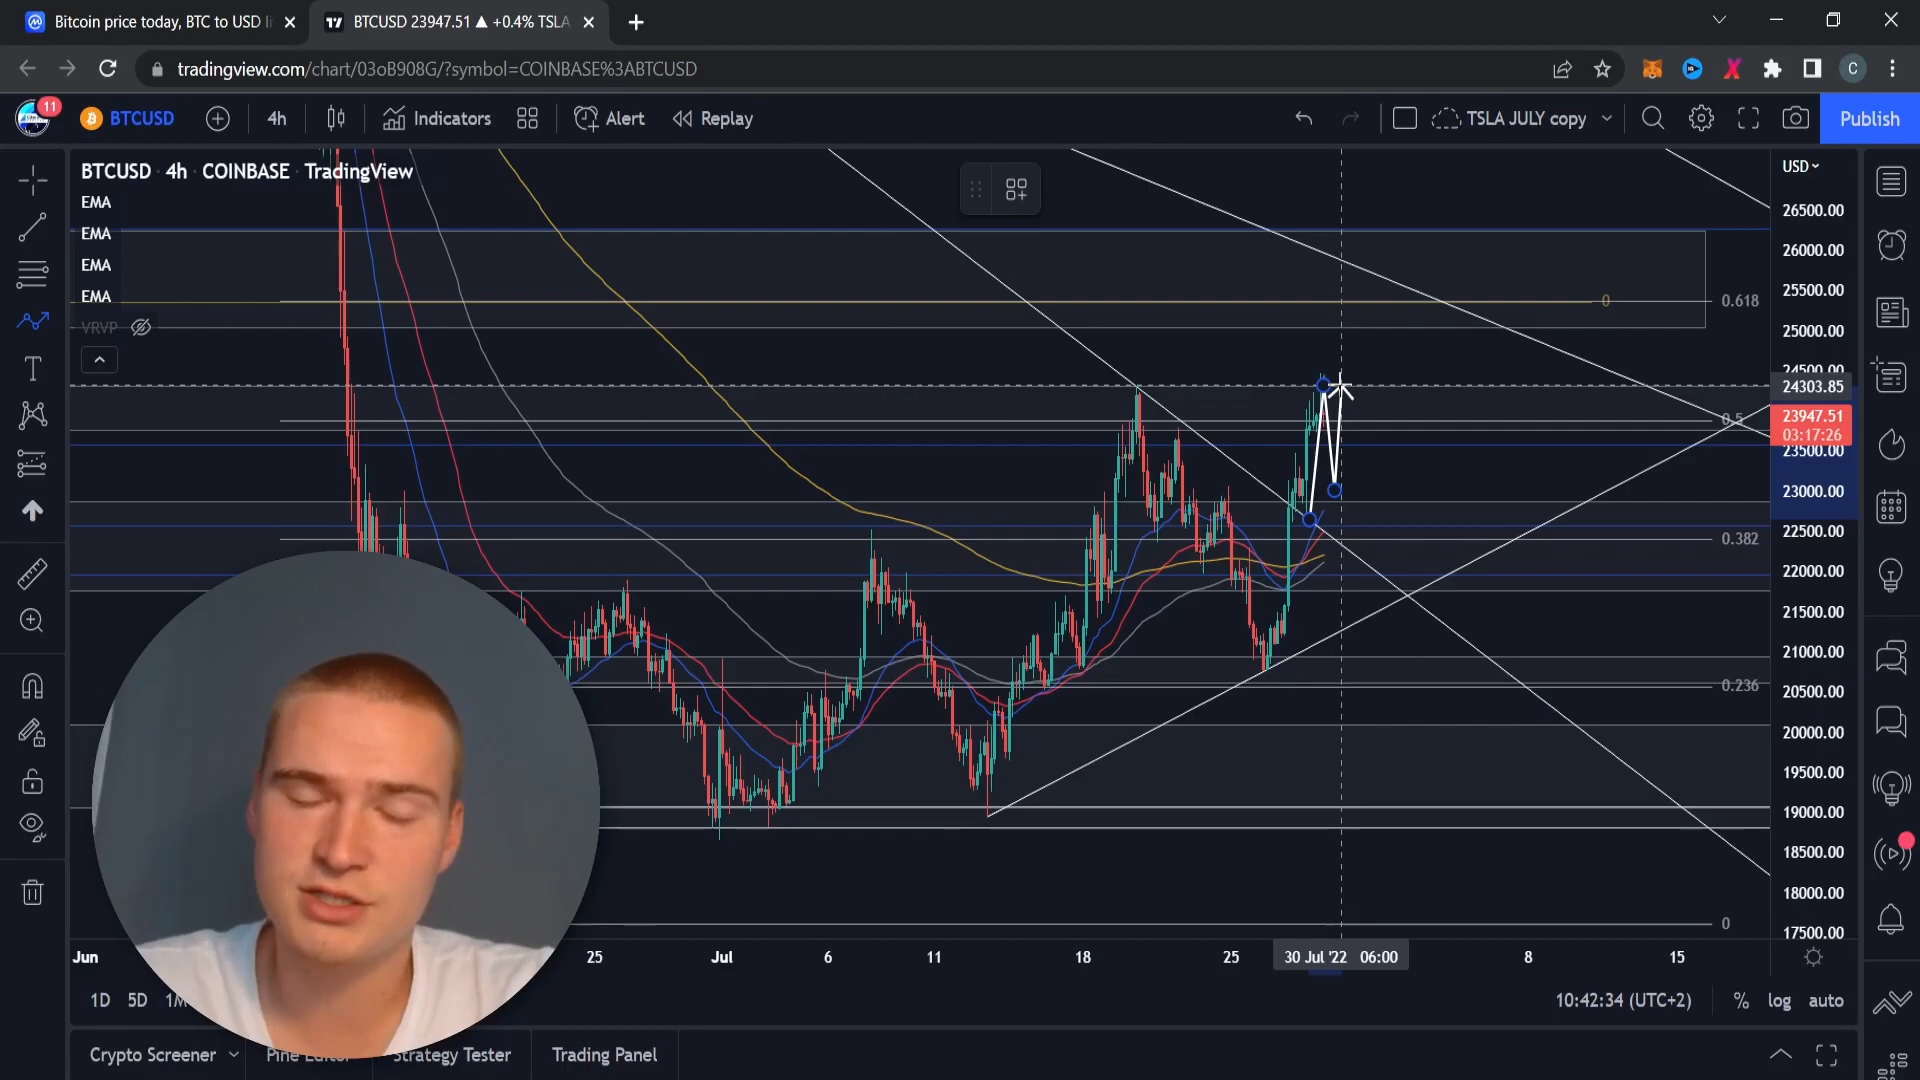 Bitcoin price today, BTC to USD li
BTCUSD 23947.51 ▲ +0.4% TSLA
tradingview.com/chart/03oB908G/?symbol=COINBASE%3ABTCUSD
C
11
BTCUSD
4h
Indicators
Alert
Replay
TSLA JULY copy
Publish
BTCUSD · 4h · COINBASE · TradingView
EMA
EMA
EMA
EMA
VRVP
USD
26500.00
26000.00
25500.00
0
0.618
25000.00
24500.00
24303.85
0.5
23947.51
03:17:26
23500.00
23000.00
22500.00
0.382
22000.00
21500.00
21000.00
20500.00
0.236
20000.00
19500.00
19000.00
18500.00
18000.00
17500.00
0
Jun
25
Jul
6
11
18
25
30 Jul '22 06:00
8
15
1D
5D
1M
10:42:34 (UTC+2)
%
log
auto
Crypto Screener
Pine Editor
Strategy Tester
Trading Panel